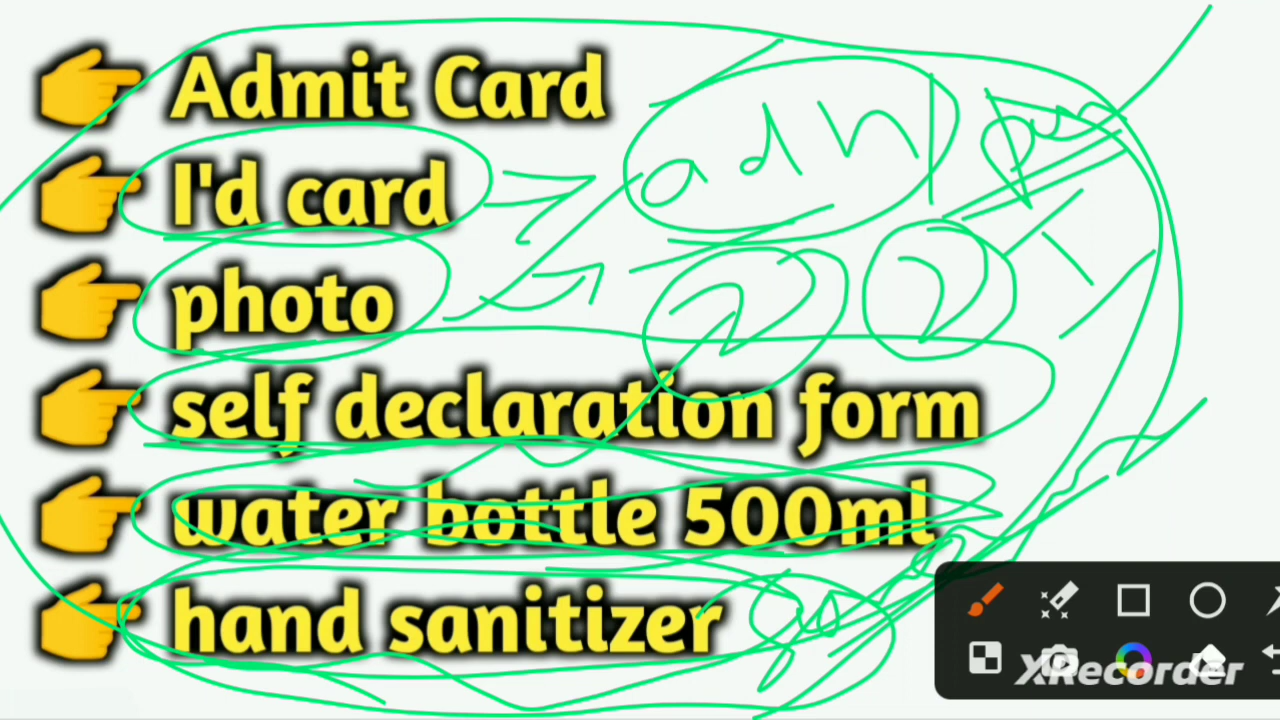 Admit Card
I'd card
photo
self declaration form
water bottle 500ml
hand sanitizer
XRecorder